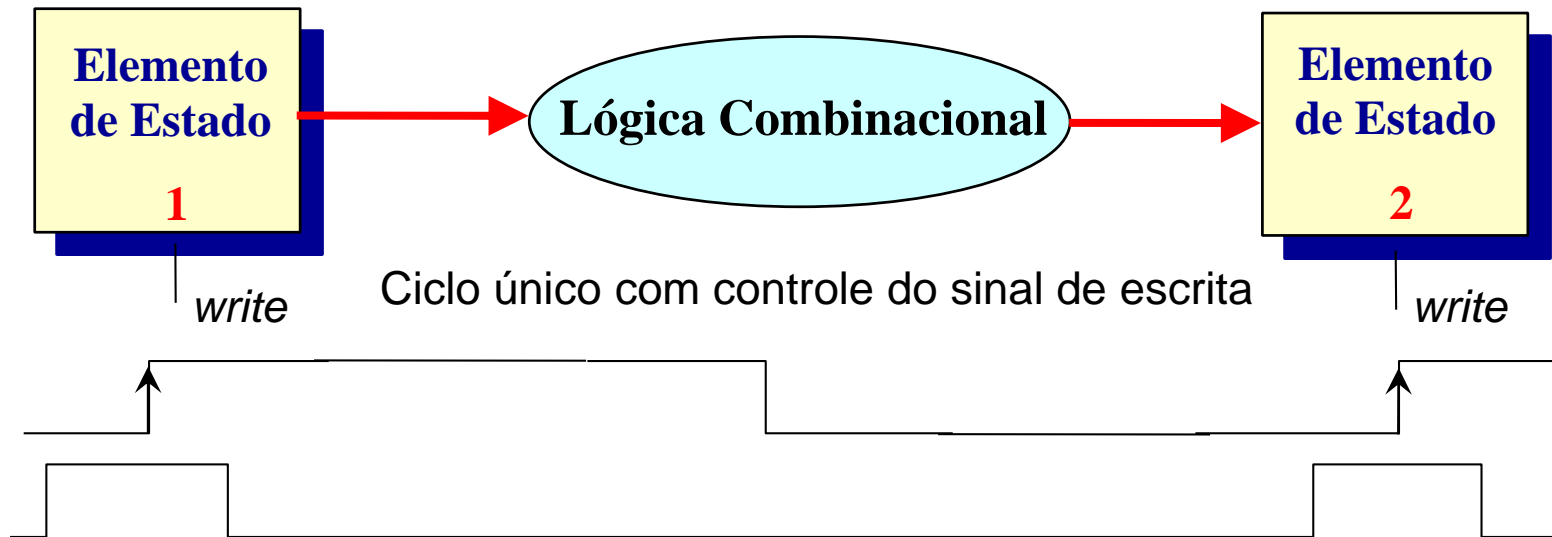 Elemento
de Estado
1
Lógica Combinacional
Elemento
de Estado
2
write
Ciclo único com controle do sinal de escrita
write